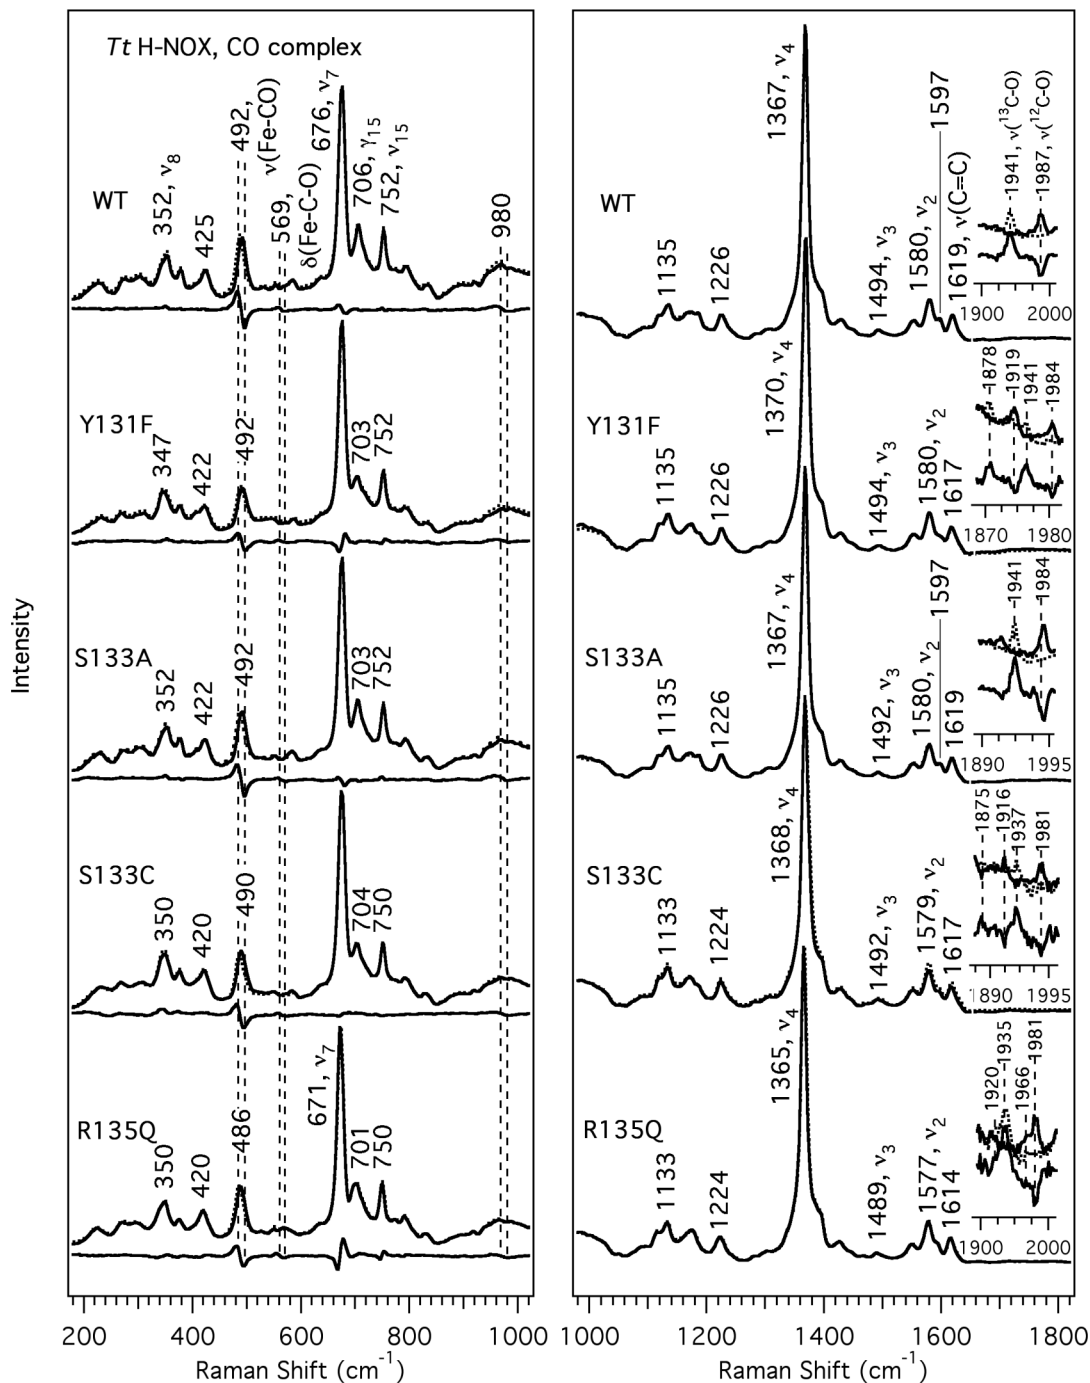 Tt H-NOX, CO complex
WT
352, ν8
425
492,
ν(Fe-CO)
569,
δ(Fe-C-O)
676, ν7
706, γ15
752, ν15
980
Y131F
347
422
492
703
752
S133A
352
422
492
703
752
S133C
350
420
490
704
750
R135Q
350
420
486
671, ν7
701
750
200
400
600
800
1000
Raman Shift (cm-1)
Intensity
WT
1135
1226
1367, ν4
1494, ν3
1580, ν2
1597
1619, ν(C=C)
1941, ν(13C-O)
1987, ν(12C-O)
1900
2000
Y131F
1135
1226
1370, ν4
1494, ν3
1580, ν2
1617
1878
1919
1941
1984
1870
1980
S133A
1135
1226
1367, ν4
1492, ν3
1580, ν2
1597
1619
1941
1984
1890
1995
S133C
1133
1224
1368, ν4
1492, ν3
1579, ν2
1617
1875
1916
1937
1981
1890
1995
R135Q
1133
1224
1365, ν4
1489, ν3
1577, ν2
1614
1920
1935
1966
1981
1900
2000
1000
1200
1400
1600
1800
Raman Shift (cm-1)